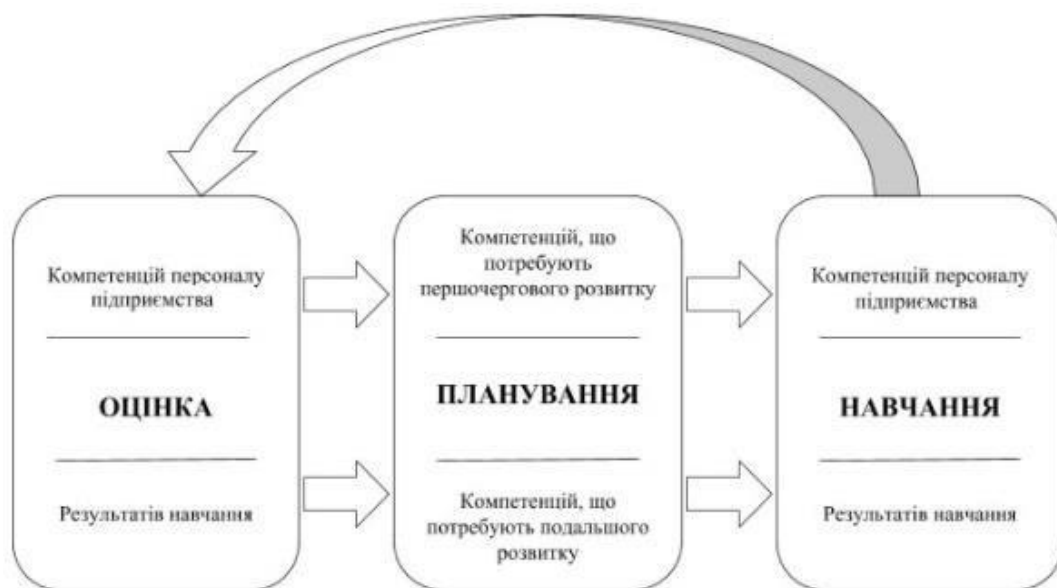 Компетенцій персоналу
підприємства
ОЦІНКА
Результатів навчання
Компетенцій, що
потребують
першочергового розвитку
ПЛАНУВАННЯ
Компетенцій, що
потребують подальшого
розвитку
Компетенцій персоналу
підприємства
НАВЧАННЯ
Результатів навчання